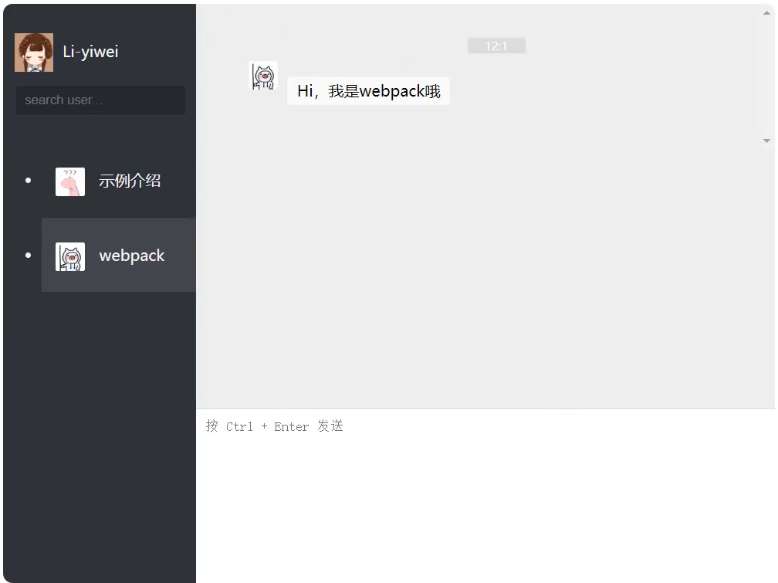 Li-yiwei
search user...
示例介绍
webpack
12:1
Hi，我是webpack哦
按 Ctrl + Enter 发送
???